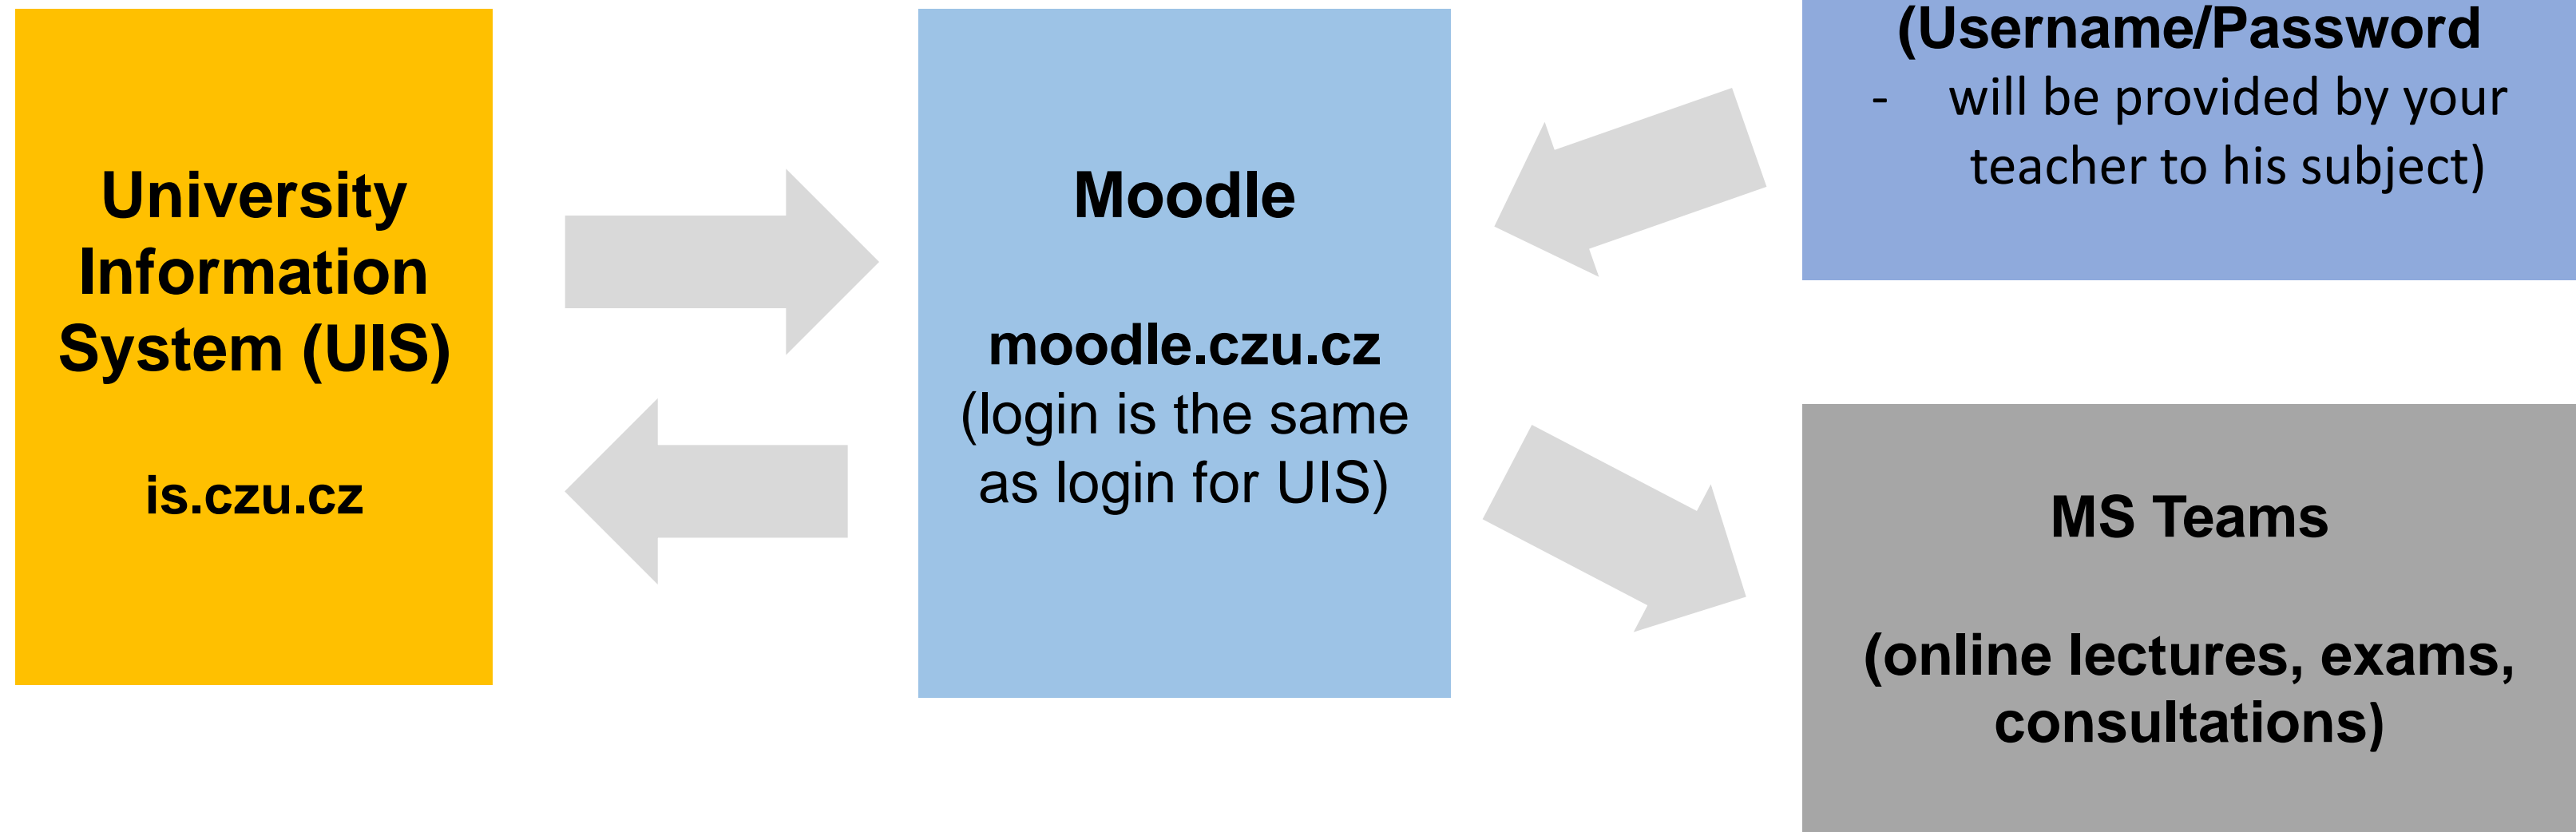 University
Information
System (UIS)
is.czu.cz
Moodle
moodle.czu.cz
(login is the same
as login for UIS)
(Username/Password
- will be provided by your
teacher to his subject)
MS Teams
(online lectures, exams,
consultations)